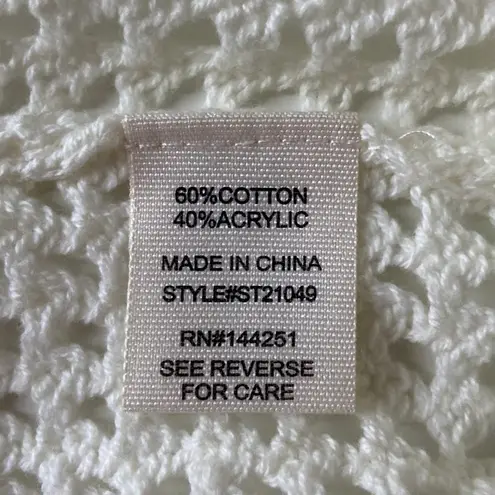 60%COTTON
40%ACRYLIC
MADE IN CHINA
STYLE#ST21049
RN#144251
SEE REVERSE
FOR CARE